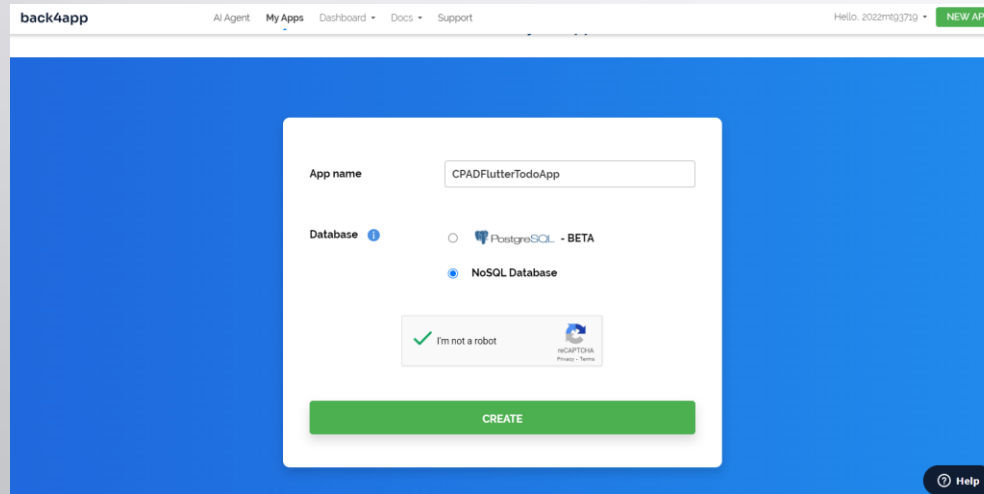 back4app AI Agent My Apps Dashboard Docs Support Hello, 2022mt93719 NEW AP
App name CPADFlutterTodoApp
Database PostgreSQL - BETA
NoSQL Database
I'm not a robot
reCAPTCHA
Privacy - Terms
CREATE
Help